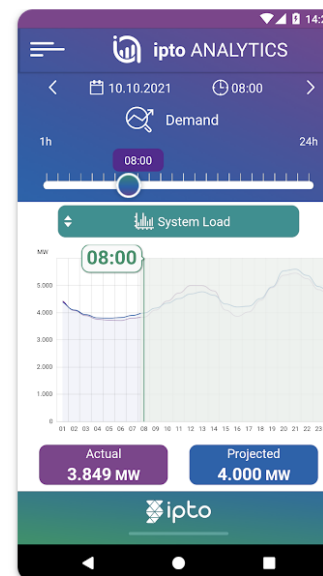 14:2
ipto ANALYTICS
10.10.2021 08:00
Demand
1h 24h
08:00
System Load
MW
08:00
5.000
4.000
3.000
2.000
1.000
0
01 02 03 04 05 06 07 08 09 10 11 12 13 14 15 16 17 18 19 20 21 22 23
Actual Projected
3.849 MW 4.000 MW
ipto